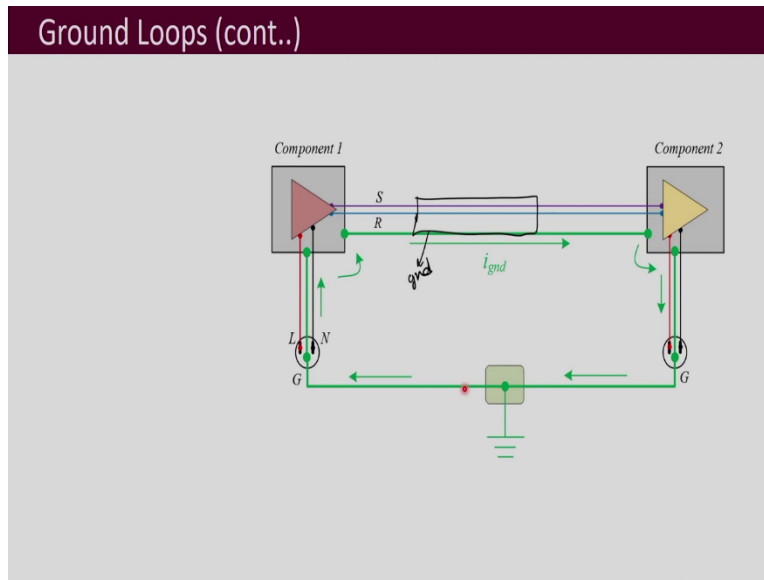 Ground Loops (cont..)
Component 1
Component 2
S
R
gnd
i_gnd
L
N
G
G